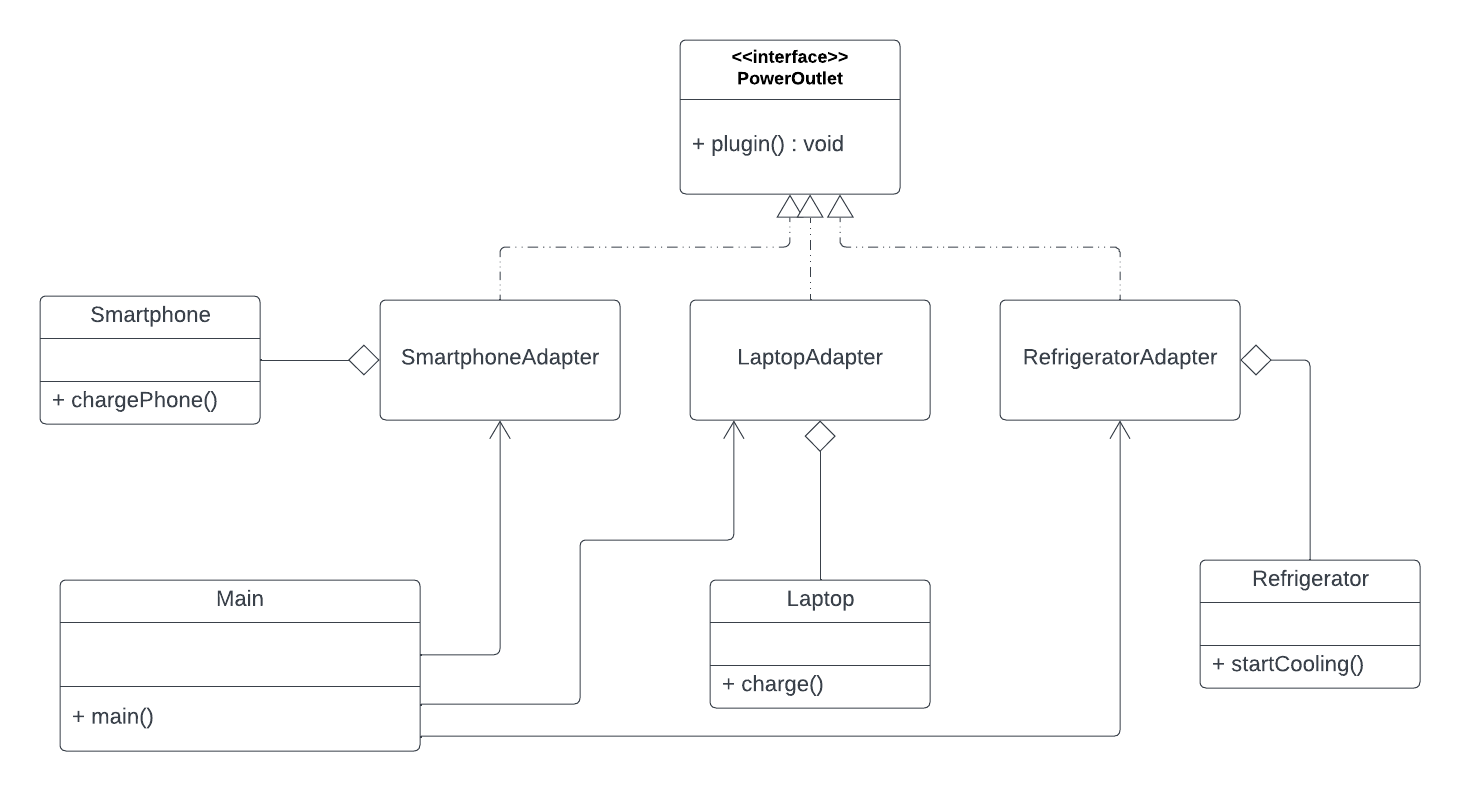 <<interface>>
PowerOutlet
+ plugin() : void
Smartphone
+ chargePhone()
SmartphoneAdapter
LaptopAdapter
RefrigeratorAdapter
Main
+ main()
Laptop
+ charge()
Refrigerator
+ startCooling()